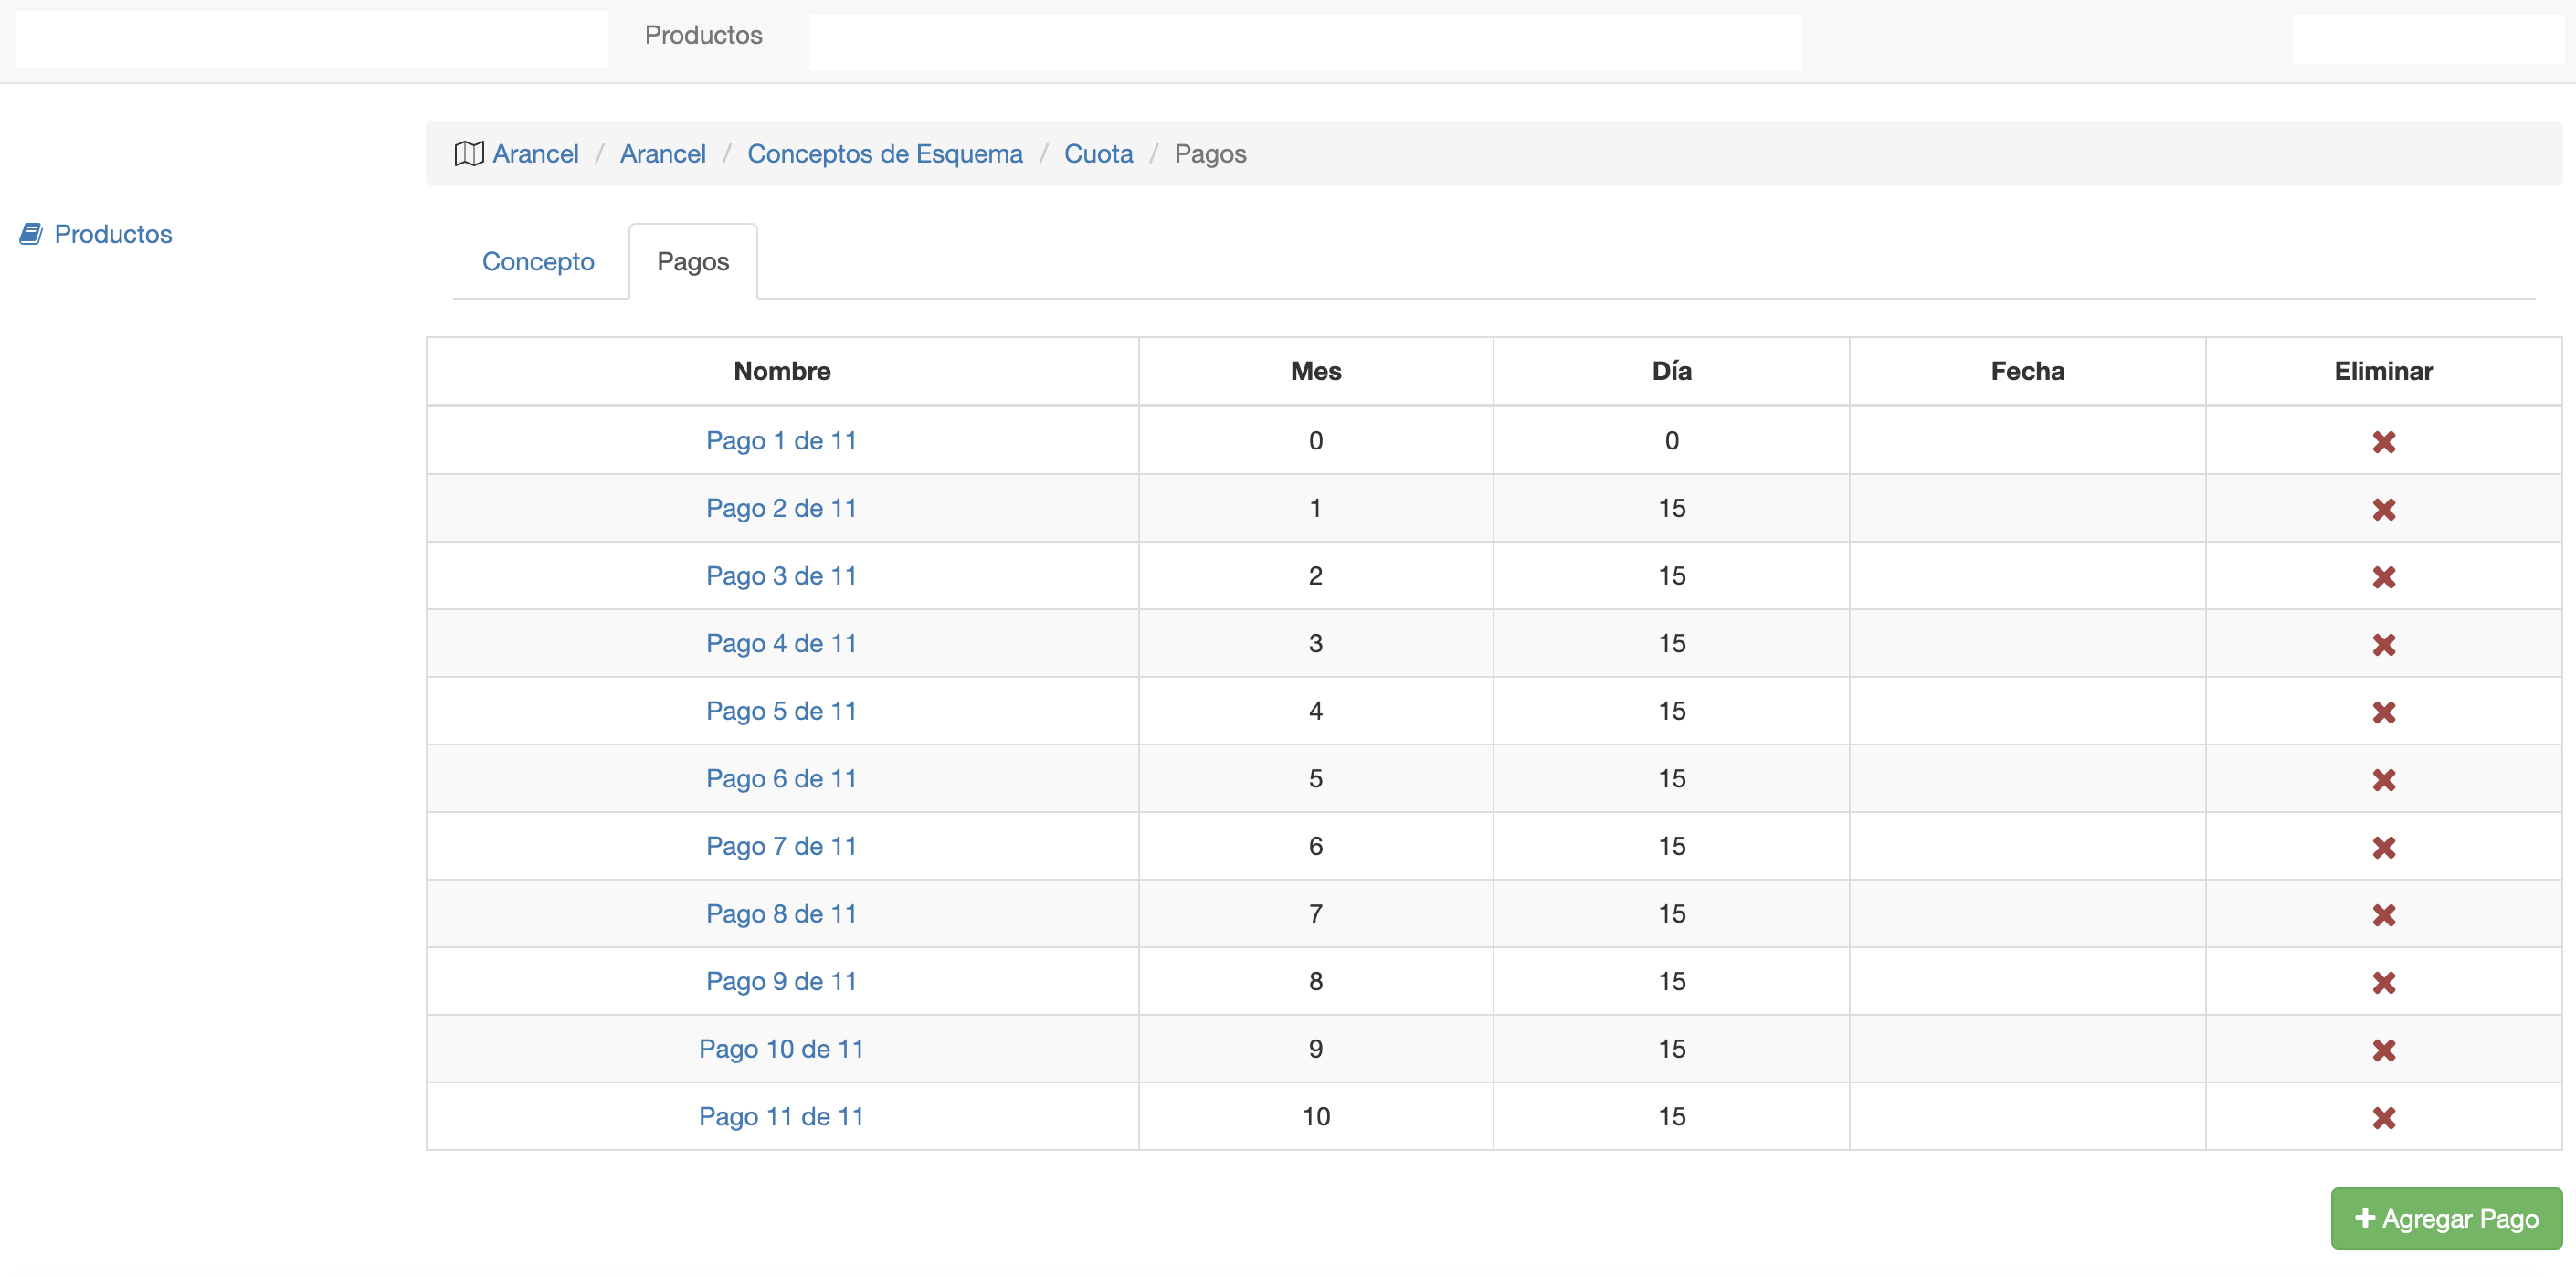 Productos
Arancel / Arancel / Conceptos de Esquema / Cuota / Pagos
Productos
Concepto Pagos
Nombre Mes Día Fecha Eliminar
Pago 1 de 11 0 0
Pago 2 de 11 1 15
Pago 3 de 11 2 15
Pago 4 de 11 3 15
Pago 5 de 11 4 15
Pago 6 de 11 5 15
Pago 7 de 11 6 15
Pago 8 de 11 7 15
Pago 9 de 11 8 15
Pago 10 de 11 9 15
Pago 11 de 11 10 15
Agregar Pago